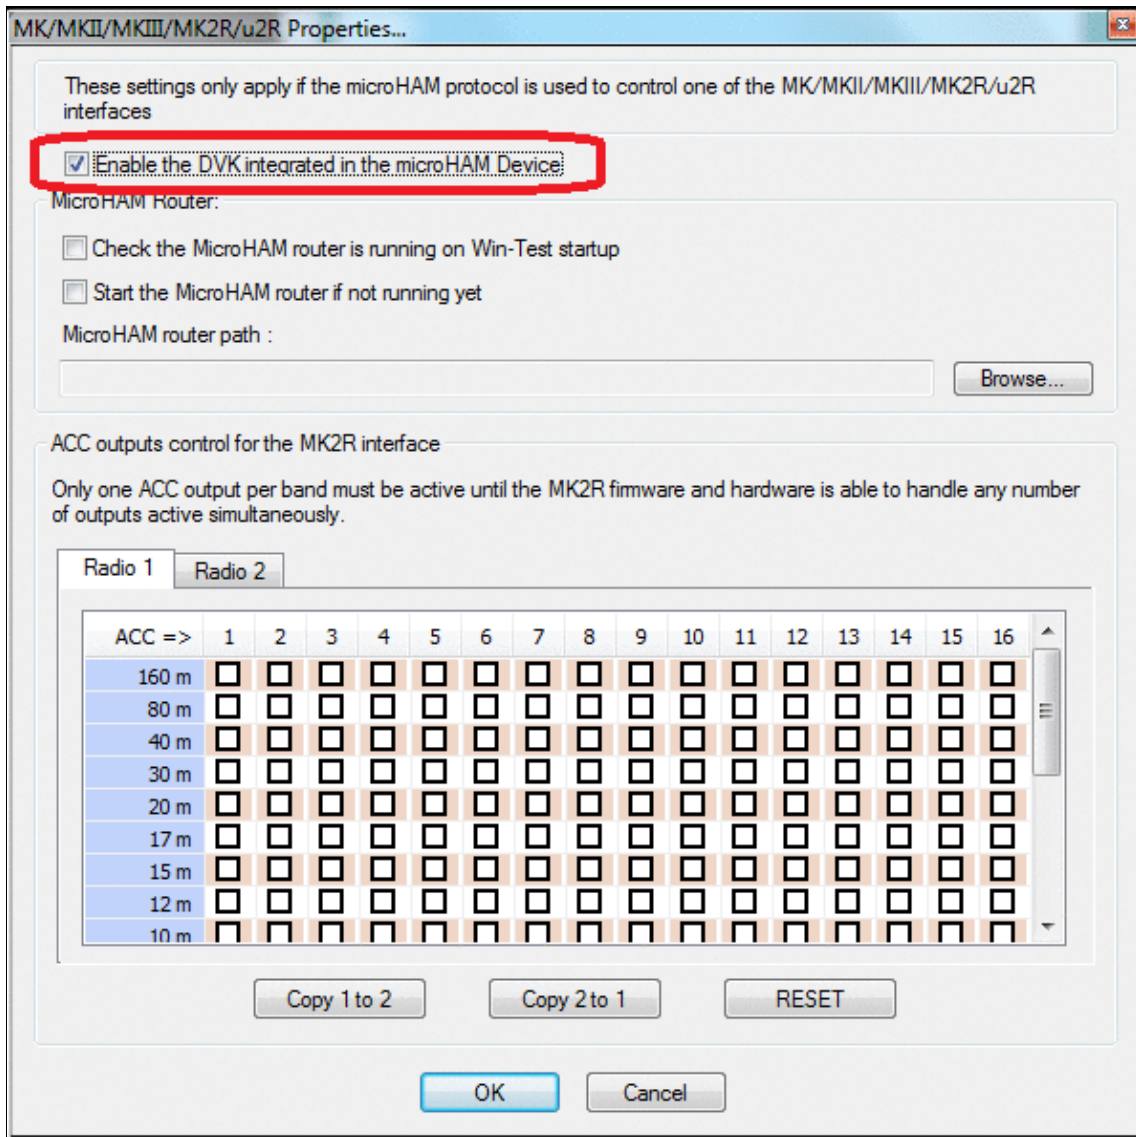 MK/MKII/MKIII/MK2R/u2R Properties...
These settings only apply if the microHAM protocol is used to control one of the MK/MKII/MKIII/MK2R/u2R
interfaces
Enable the DVK integrated in the microHAM Device
MicroHAM Router:
Check the MicroHAM router is running on Win-Test startup
Start the MicroHAM router if not running yet
MicroHAM router path :
Browse...
ACC outputs control for the MK2R interface
Only one ACC output per band must be active until the MK2R firmware and hardware is able to handle any number
of outputs active simultaneously.
Radio 1 Radio 2
ACC => 1 2 3 4 5 6 7 8 9 10 11 12 13 14 15 16
160 m
80 m
40 m
30 m
20 m
17 m
15 m
12 m
10 m
Copy 1 to 2 Copy 2 to 1 RESET
OK Cancel